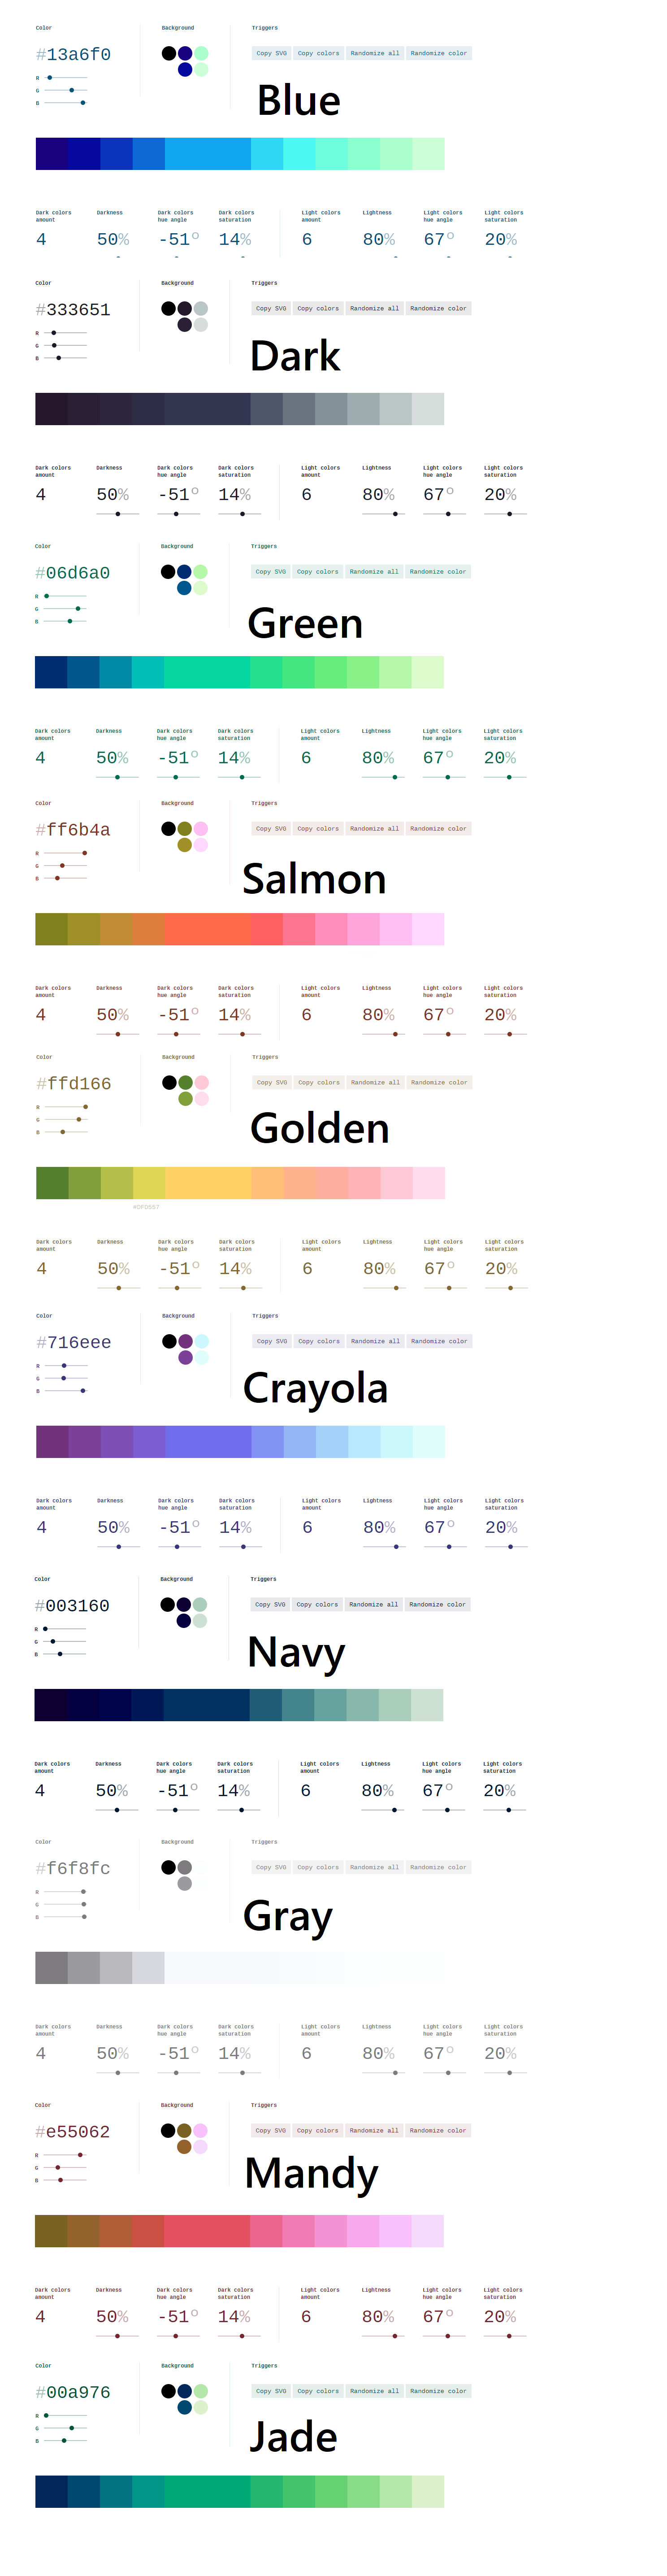 Color Background Triggers
#13a6f0 Copy SVG Copy colors Randomize all Randomize color
R
G
B
Blue
Dark colors amount Darkness Dark colors hue angle Dark colors saturation Light colors amount Lightness Light colors hue angle Light colors saturation
4 50% -51° 14% 6 80% 67° 20%
Color Background Triggers
#333651 Copy SVG Copy colors Randomize all Randomize color
R
G
B
Dark
Dark colors amount Darkness Dark colors hue angle Dark colors saturation Light colors amount Lightness Light colors hue angle Light colors saturation
4 50% -51° 14% 6 80% 67° 20%
Color Background Triggers
#06d6a0 Copy SVG Copy colors Randomize all Randomize color
R
G
B
Green
Dark colors amount Darkness Dark colors hue angle Dark colors saturation Light colors amount Lightness Light colors hue angle Light colors saturation
4 50% -51° 14% 6 80% 67° 20%
Color Background Triggers
#ff6b4a Copy SVG Copy colors Randomize all Randomize color
R
G
B
Salmon
Dark colors amount Darkness Dark colors hue angle Dark colors saturation Light colors amount Lightness Light colors hue angle Light colors saturation
4 50% -51° 14% 6 80% 67° 20%
Color Background Triggers
#ffd166 Copy SVG Copy colors Randomize all Randomize color
R
G
B
Golden
#DFD557
Dark colors amount Darkness Dark colors hue angle Dark colors saturation Light colors amount Lightness Light colors hue angle Light colors saturation
4 50% -51° 14% 6 80% 67° 20%
Color Background Triggers
#716eee Copy SVG Copy colors Randomize all Randomize color
R
G
B
Crayola
Dark colors amount Darkness Dark colors hue angle Dark colors saturation Light colors amount Lightness Light colors hue angle Light colors saturation
4 50% -51° 14% 6 80% 67° 20%
Color Background Triggers
#003160 Copy SVG Copy colors Randomize all Randomize color
R
G
B
Navy
Dark colors amount Darkness Dark colors hue angle Dark colors saturation Light colors amount Lightness Light colors hue angle Light colors saturation
4 50% -51° 14% 6 80% 67° 20%
Color Background Triggers
#f6f8fc Copy SVG Copy colors Randomize all Randomize color
R
G
B
Gray
Dark colors amount Darkness Dark colors hue angle Dark colors saturation Light colors amount Lightness Light colors hue angle Light colors saturation
4 50% -51° 14% 6 80% 67° 20%
Color Background Triggers
#e55062 Copy SVG Copy colors Randomize all Randomize color
R
G
B
Mandy
Dark colors amount Darkness Dark colors hue angle Dark colors saturation Light colors amount Lightness Light colors hue angle Light colors saturation
4 50% -51° 14% 6 80% 67° 20%
Color Background Triggers
#00a976 Copy SVG Copy colors Randomize all Randomize color
R
G
B
Jade